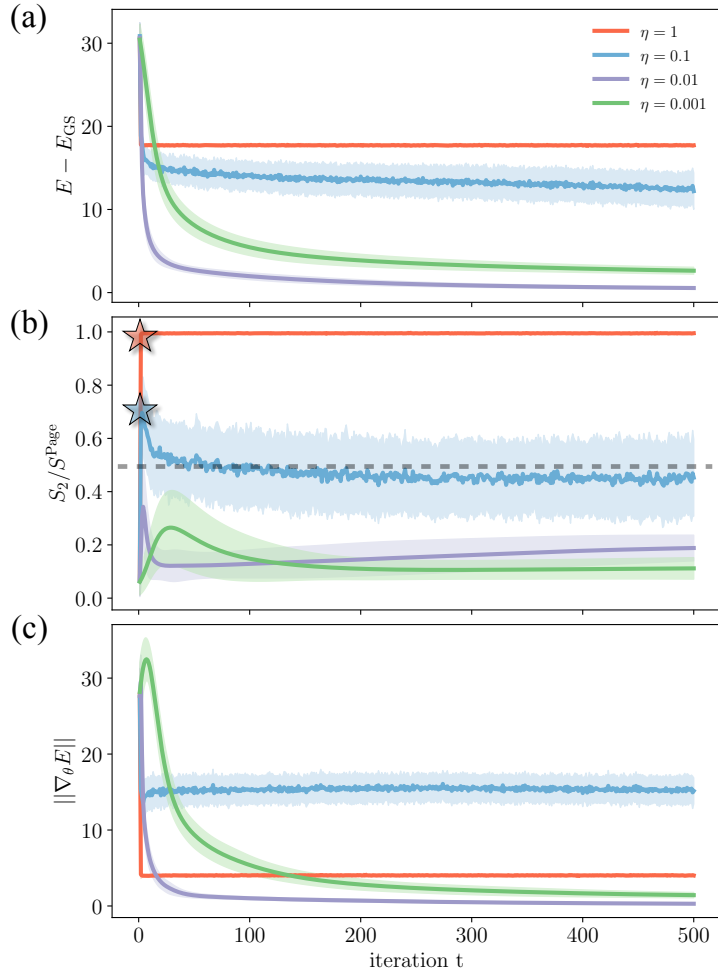 (a)
30
20
10
0
E − E_GS
η = 1
η = 0.1
η = 0.01
η = 0.001
(b)
1.0
0.8
0.6
0.4
0.2
0.0
S_2/S^Page
(c)
30
20
10
0
||∇_θ E||
0 100 200 300 400 500
iteration t